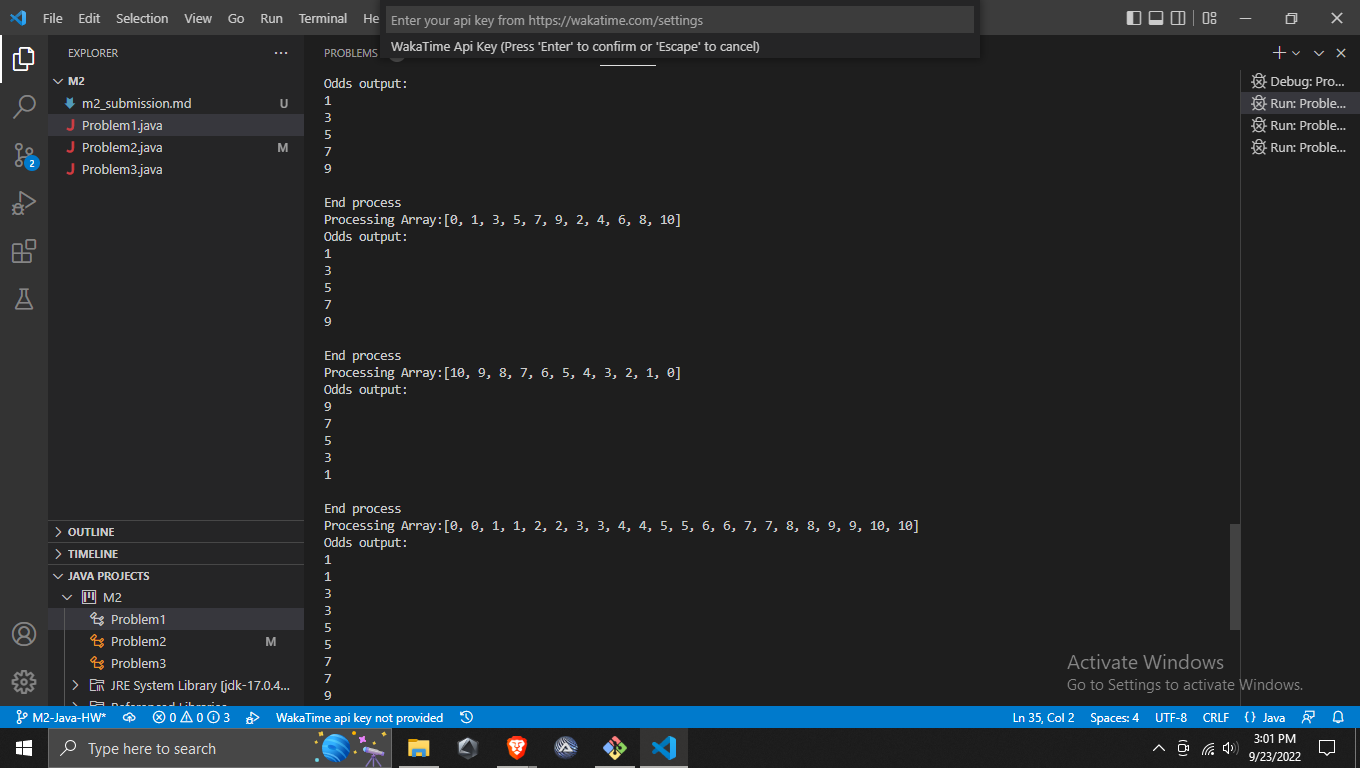 File Edit Selection View Go Run Terminal He
Enter your api key from https://wakatime.com/settings
WakaTime Api Key (Press 'Enter' to confirm or 'Escape' to cancel)
EXPLORER
M2
m2_submission.md U
Problem1.java
Problem2.java M
Problem3.java
2
OUTLINE
TIMELINE
JAVA PROJECTS
M2
Problem1
Problem2 M
Problem3
JRE System Library [jdk-17.0.4...
Referenced Libraries
PROBLEMS
Odds output:
1
3
5
7
9
End process
Processing Array:[0, 1, 3, 5, 7, 9, 2, 4, 6, 8, 10]
Odds output:
1
3
5
7
9
End process
Processing Array:[10, 9, 8, 7, 6, 5, 4, 3, 2, 1, 0]
Odds output:
9
7
5
3
1
End process
Processing Array:[0, 0, 1, 1, 2, 2, 3, 3, 4, 4, 5, 5, 6, 6, 7, 7, 8, 8, 9, 9, 10, 10]
Odds output:
1
1
3
3
5
5
7
7
9
Debug: Pro...
Run: Proble...
Run: Proble...
Run: Proble...
Activate Windows
Go to Settings to activate Windows.
M2-Java-HW* 0 0 3 WakaTime api key not provided Ln 35, Col 2 Spaces: 4 UTF-8 CRLF {} Java
Type here to search
3:01 PM
9/23/2022